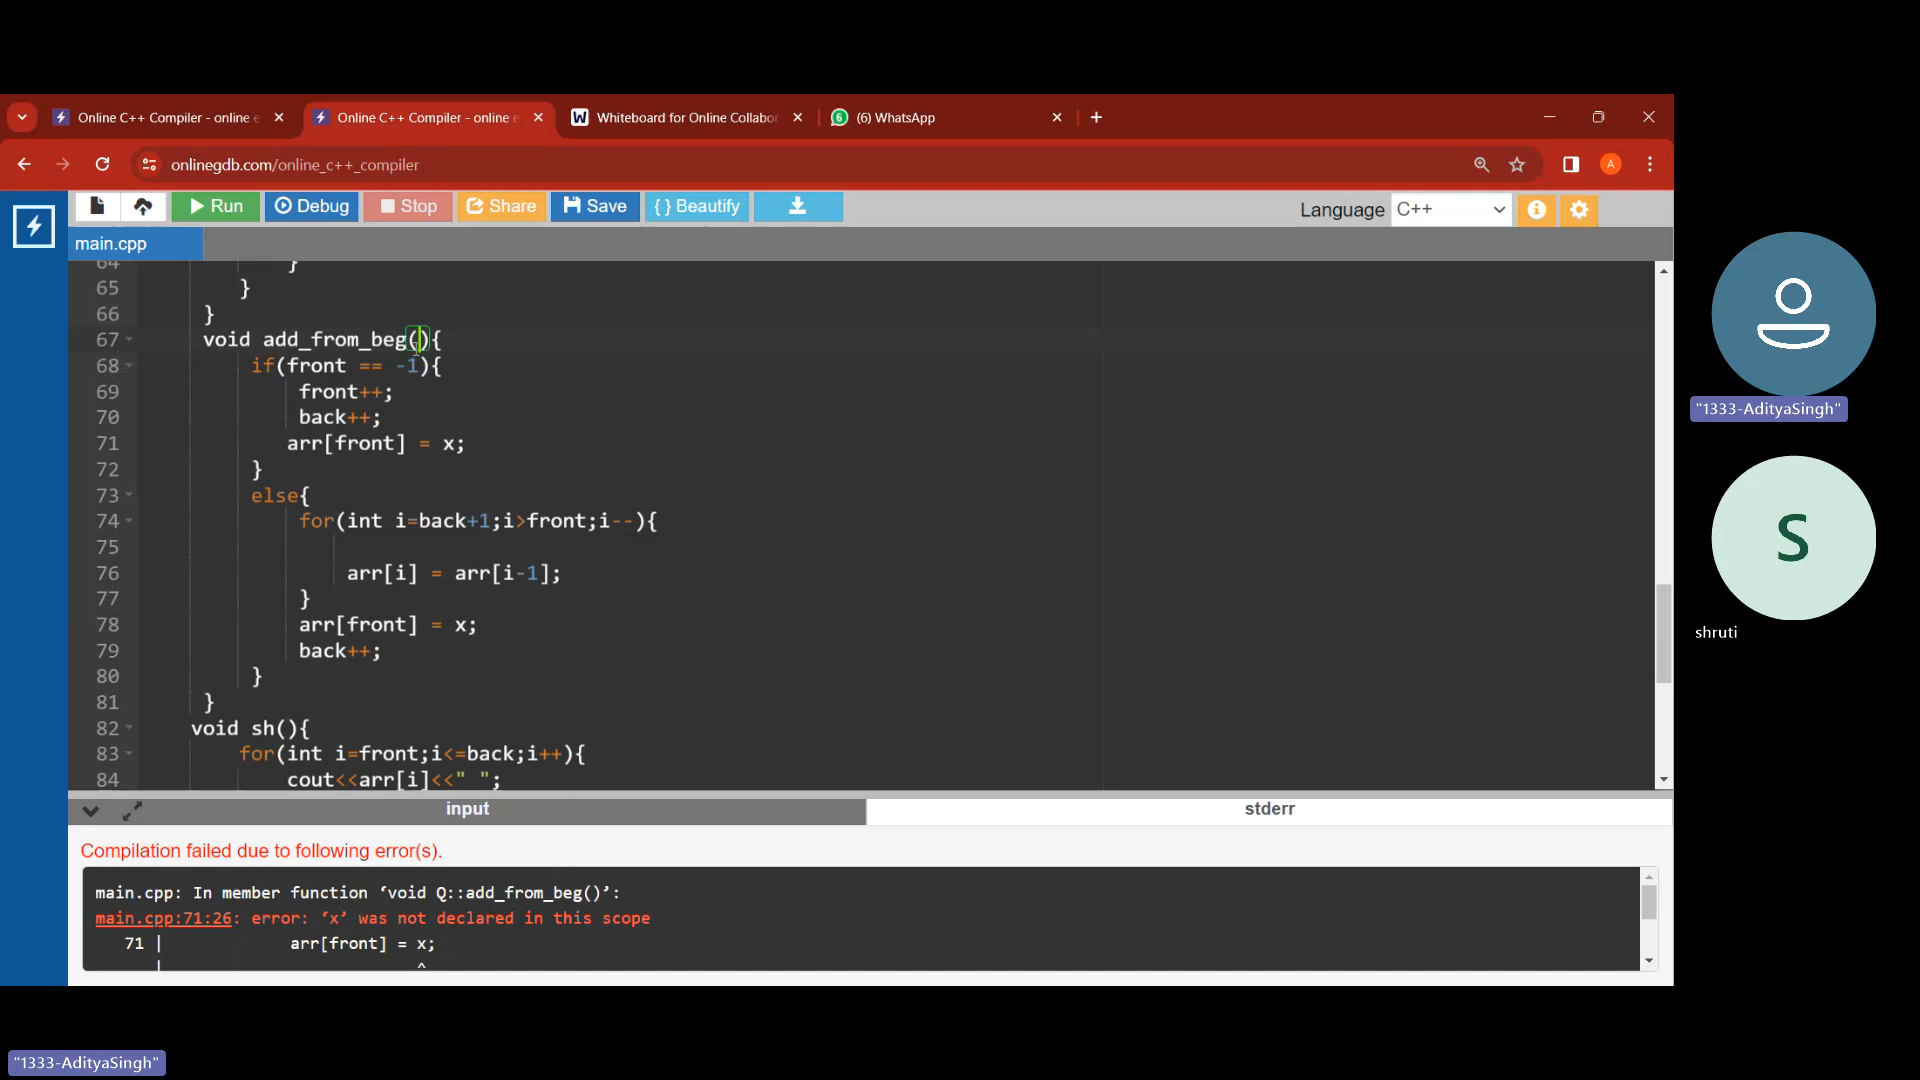 Online C++ Compiler - online e
Online C++ Compiler - online e
W Whiteboard for Online Collabor
6 (6) WhatsApp
onlinegdb.com/online_c++_compiler
A
Run
Debug
Stop
Share
Save
{ } Beautify
Language C++
main.cpp
64 }
65 }
66 }
67 void add_from_beg(){
68 if(front == -1){
69 front++;
70 back++;
71 arr[front] = x;
72 }
73 else{
74 for(int i=back+1;i>front;i--){
75
76 arr[i] = arr[i-1];
77 }
78 arr[front] = x;
79 back++;
80 }
81 }
82 void sh(){
83 for(int i=front;i<=back;i++){
84 cout<<arr[i]<<" ";
input
stderr
Compilation failed due to following error(s).
main.cpp: In member function ‘void Q::add_from_beg()’:
main.cpp:71:26: error: ‘x’ was not declared in this scope
71 | arr[front] = x;
| ^
"1333-AdityaSingh"
S
shruti
"1333-AdityaSingh"